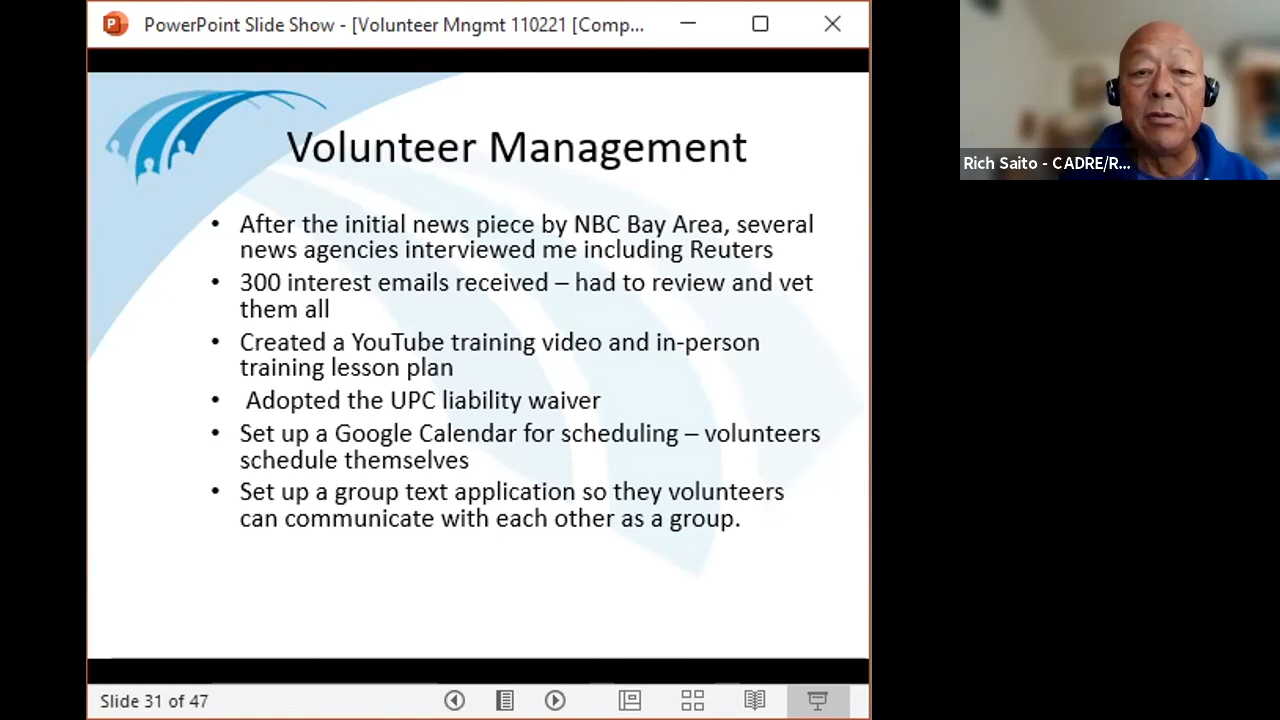 PowerPoint Slide Show - [Volunteer Mngmt 110221 [Comp...
Volunteer Management
• After the initial news piece by NBC Bay Area, several
news agencies interviewed me including Reuters
• 300 interest emails received – had to review and vet
them all
• Created a YouTube training video and in-person
training lesson plan
• Adopted the UPC liability waiver
• Set up a Google Calendar for scheduling – volunteers
schedule themselves
• Set up a group text application so they volunteers
can communicate with each other as a group.
Slide 31 of 47
Rich Saito - CADRE/R...